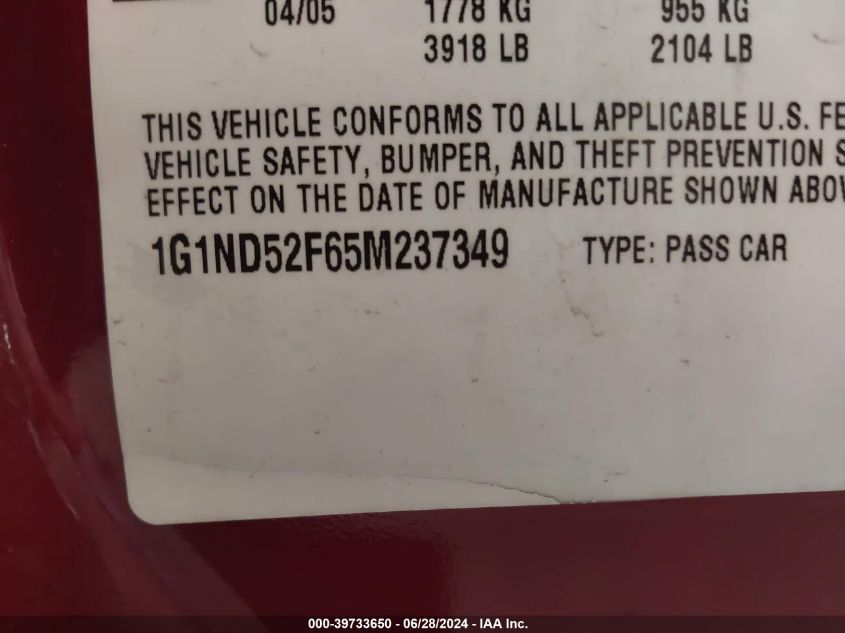 04/05 1778 KG 955 KG
3918 LB 2104 LB
THIS VEHICLE CONFORMS TO ALL APPLICABLE U.S. FE
VEHICLE SAFETY, BUMPER, AND THEFT PREVENTION S
EFFECT ON THE DATE OF MANUFACTURE SHOWN ABOV
1G1ND52F65M237349 TYPE: PASS CAR
000-39733650 - 06/28/2024 - IAA Inc.